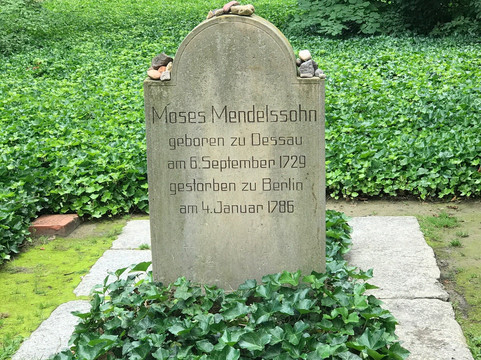 Moses Mendelssohn
geboren zu Dessau
am 6. September 1729
gestorben zu Berlin
am 4. Januar 1786